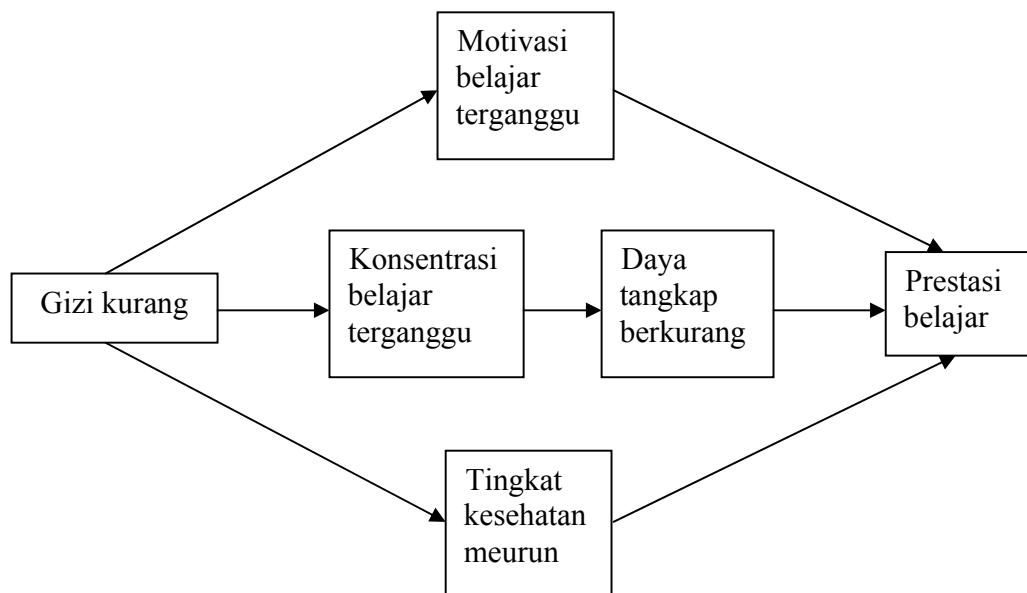 Motivasi
belajar
terganggu
Gizi kurang
Konsentrasi
belajar
terganggu
Daya
tangkap
berkurang
Prestasi
belajar
Tingkat
kesehatan
meurun